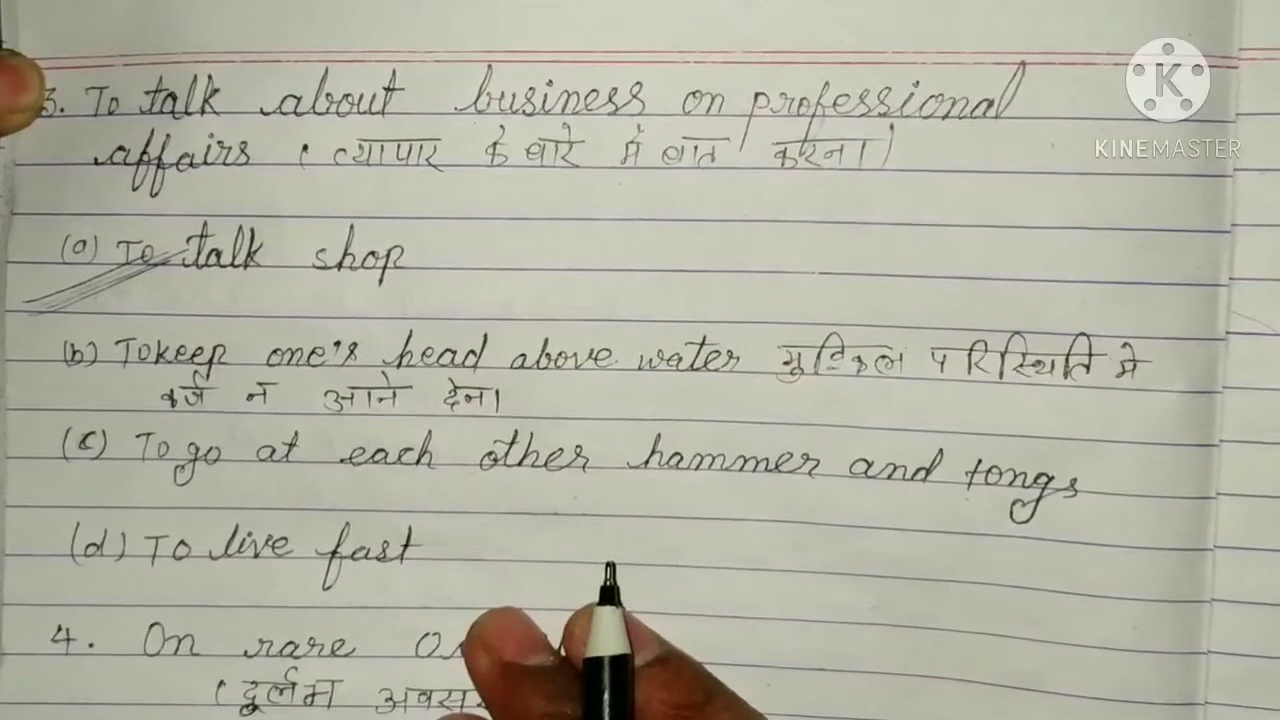 3. To talk about business on professional
affairs (व्यापार के बारे में बात करना।)
(a) To talk shop
(b) To keep one's head above water मुश्किल परिस्थिति मे
कर्ज न आने देना।
(c) To go at each other hammer and tongs
(d) To live fast
4. On rare
(दुर्लभ
K
KINEMASTER